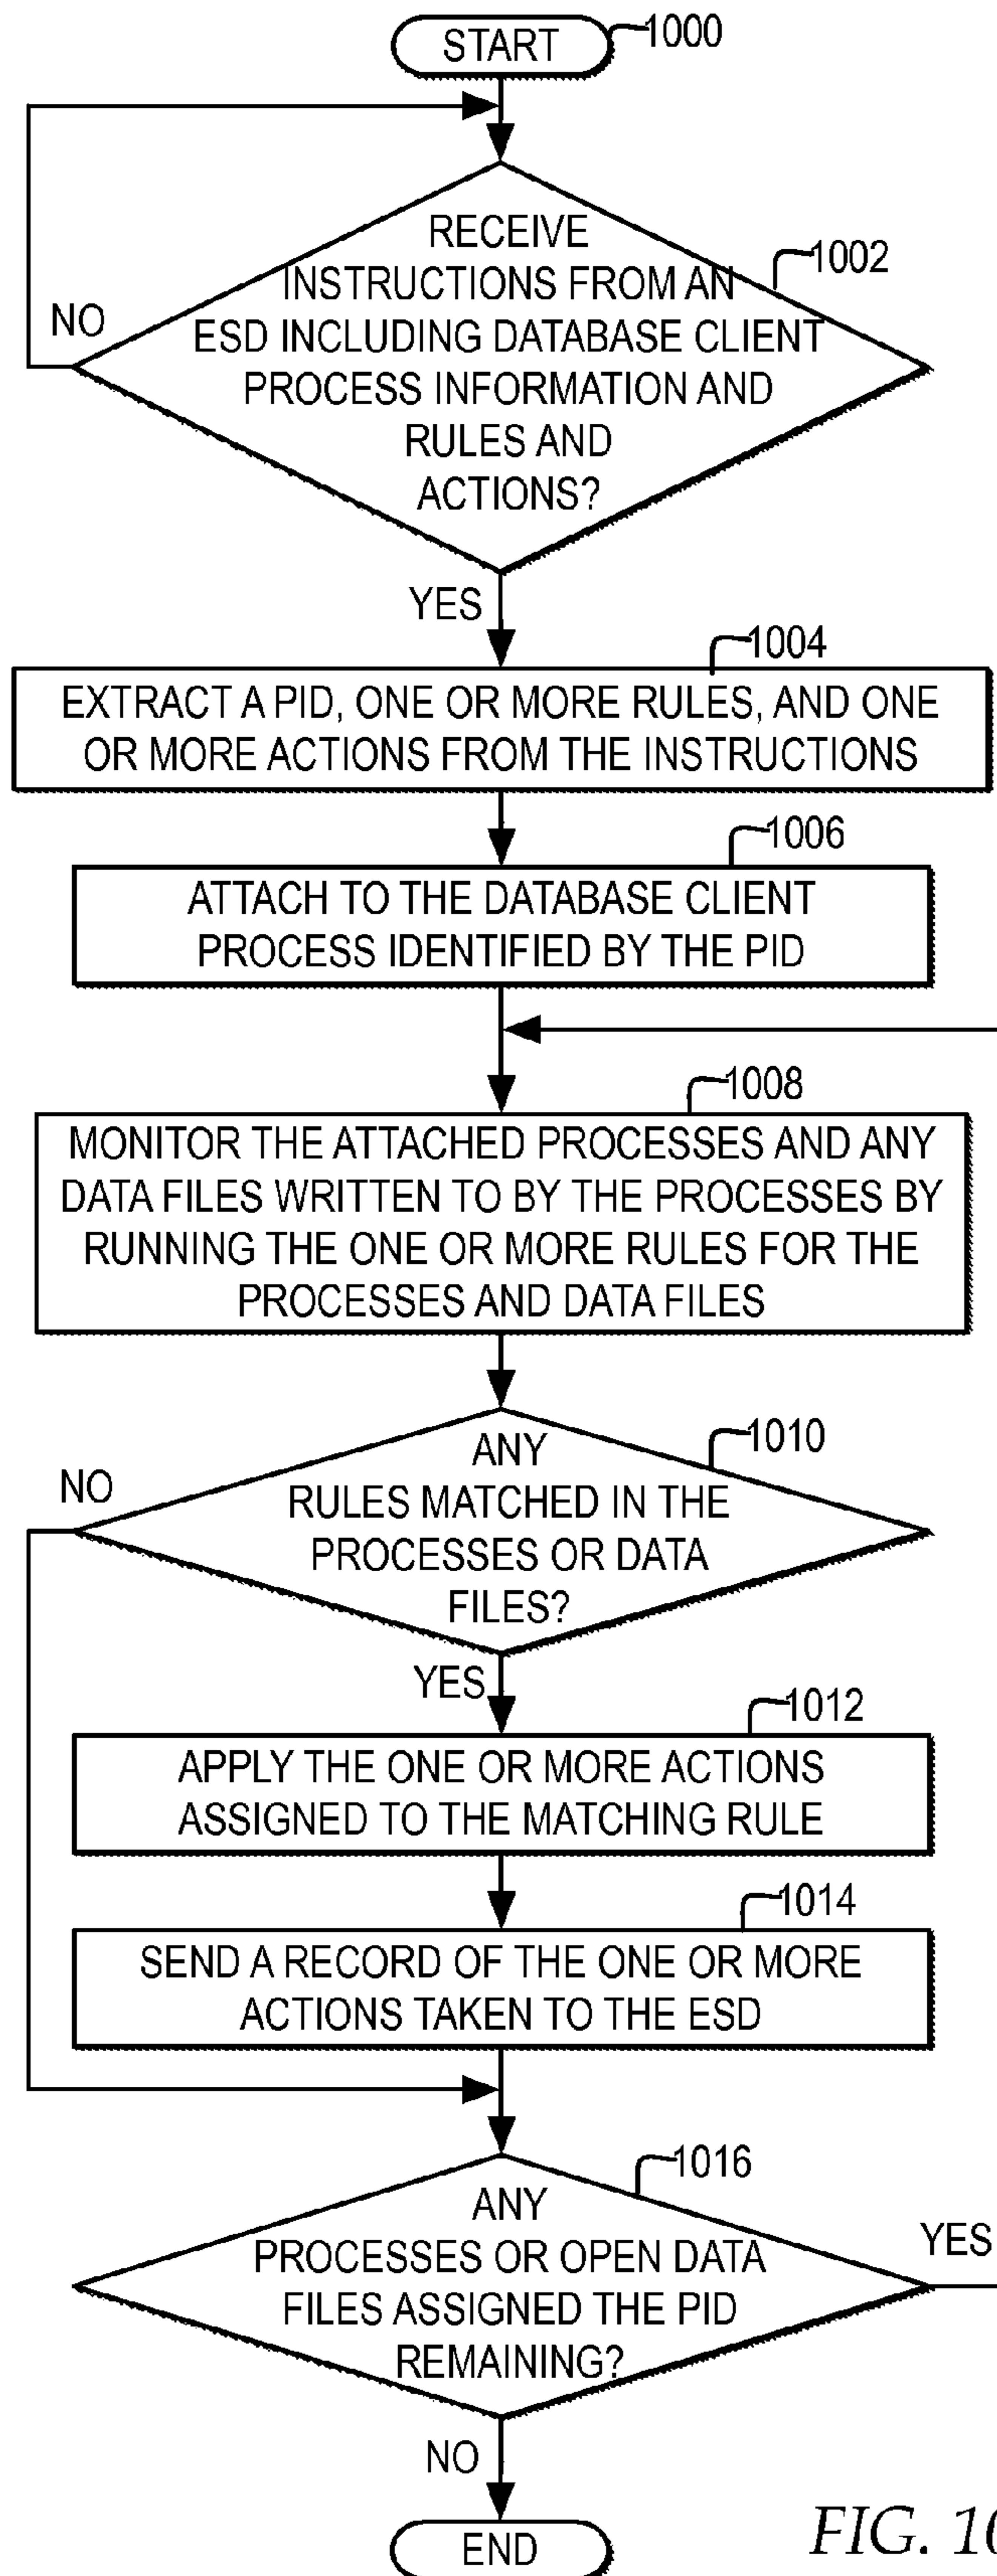 START
1000
RECEIVE
INSTRUCTIONS FROM AN
ESD INCLUDING DATABASE CLIENT
PROCESS INFORMATION AND
RULES AND
ACTIONS?
1002
NO
YES
1004
EXTRACT A PID, ONE OR MORE RULES, AND ONE
OR MORE ACTIONS FROM THE INSTRUCTIONS
1006
ATTACH TO THE DATABASE CLIENT
PROCESS IDENTIFIED BY THE PID
1008
MONITOR THE ATTACHED PROCESSES AND ANY
DATA FILES WRITTEN TO BY THE PROCESSES BY
RUNNING THE ONE OR MORE RULES FOR THE
PROCESSES AND DATA FILES
1010
ANY
RULES MATCHED IN THE
PROCESSES OR DATA
FILES?
NO
YES
1012
APPLY THE ONE OR MORE ACTIONS
ASSIGNED TO THE MATCHING RULE
1014
SEND A RECORD OF THE ONE OR MORE
ACTIONS TAKEN TO THE ESD
1016
ANY
PROCESSES OR OPEN DATA
FILES ASSIGNED THE PID
REMAINING?
YES
NO
END
FIG. 10